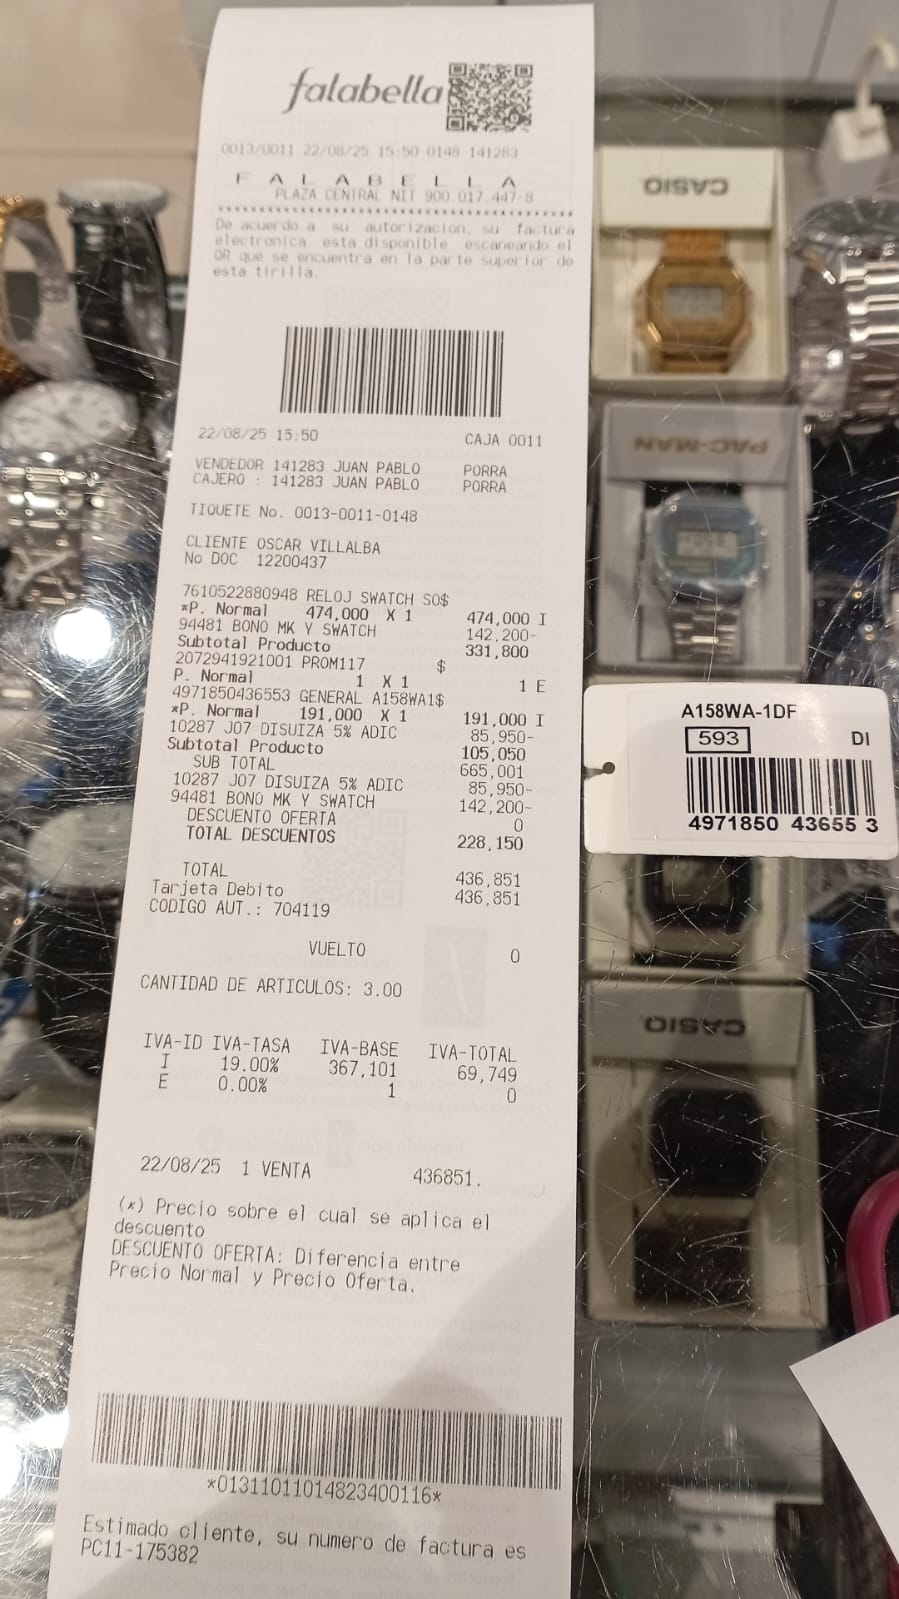 falabella
0013/0011 22/08/25 15:50 0148 141283
F A L A B E L L A
PLAZA CENTRAL NIT 900.017.447-8
De acuerdo a su autorizacion, su factura
electronica esta disponible escaneando el
QR que se encuentra en la parte superior de
esta tirilla.
22/08/25 15:50 CAJA 0011
VENDEDOR 141283 JUAN PABLO PORRA
CAJERO : 141283 JUAN PABLO PORRA
TIQUETE No. 0013-0011-0148
CLIENTE OSCAR VILLALBA
No DOC 12200437
7610522880948 RELOJ SWATCH SO$
*P. Normal 474,000 X 1 474,000 I
94481 BONO MK Y SWATCH 142,200-
Subtotal Producto 331,800
2072941921001 PROM117 $
P. Normal 1 X 1 1 E
4971850436553 GENERAL A158WA1$
*P. Normal 191,000 X 1 191,000 I
10287 J07 DISUIZA 5% ADIC 85,950-
Subtotal Producto 105,050
SUB TOTAL 665,001
10287 J07 DISUIZA 5% ADIC 85,950-
94481 BONO MK Y SWATCH 142,200-
DESCUENTO OFERTA 0
TOTAL DESCUENTOS 228,150
TOTAL 436,851
Tarjeta Debito 436,851
CODIGO AUT.: 704119
VUELTO 0
CANTIDAD DE ARTICULOS: 3.00
IVA-ID IVA-TASA IVA-BASE IVA-TOTAL
I 19.00% 367,101 69,749
E 0.00% 1 0
22/08/25 1 VENTA 436851.
(*) Precio sobre el cual se aplica el
descuento
DESCUENTO OFERTA: Diferencia entre
Precio Normal y Precio Oferta.
*01311011014823400116*
Estimado cliente, su numero de factura es
PC11-175382
CASIO
PAC-MAN
A158WA-1DF
593 DI
4971850 43655 3
CASIO